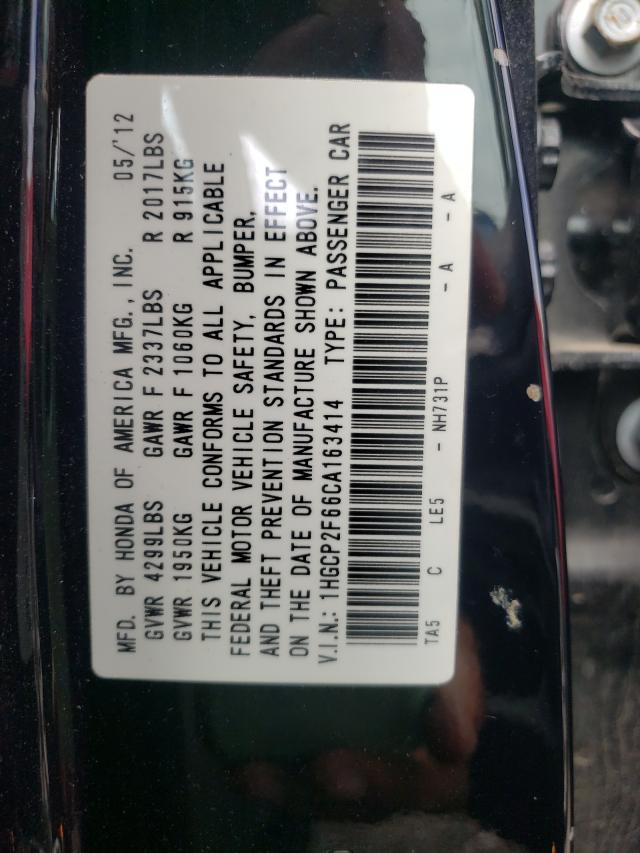 MFD. BY HONDA OF AMERICA MFG., INC. 05/'12
GVWR 4299LBS GAWR F 2337LBS R 2017LBS
GVWR 1950KG GAWR F 1060KG R 915KG
THIS VEHICLE CONFORMS TO ALL APPLICABLE
FEDERAL MOTOR VEHICLE SAFETY, BUMPER,
AND THEFT PREVENTION STANDARDS IN EFFECT
ON THE DATE OF MANUFACTURE SHOWN ABOVE.
V.I.N.: 1HGCP2F66CA163414 TYPE: PASSENGER CAR
TA5 C LE5 - NH731P - A - A